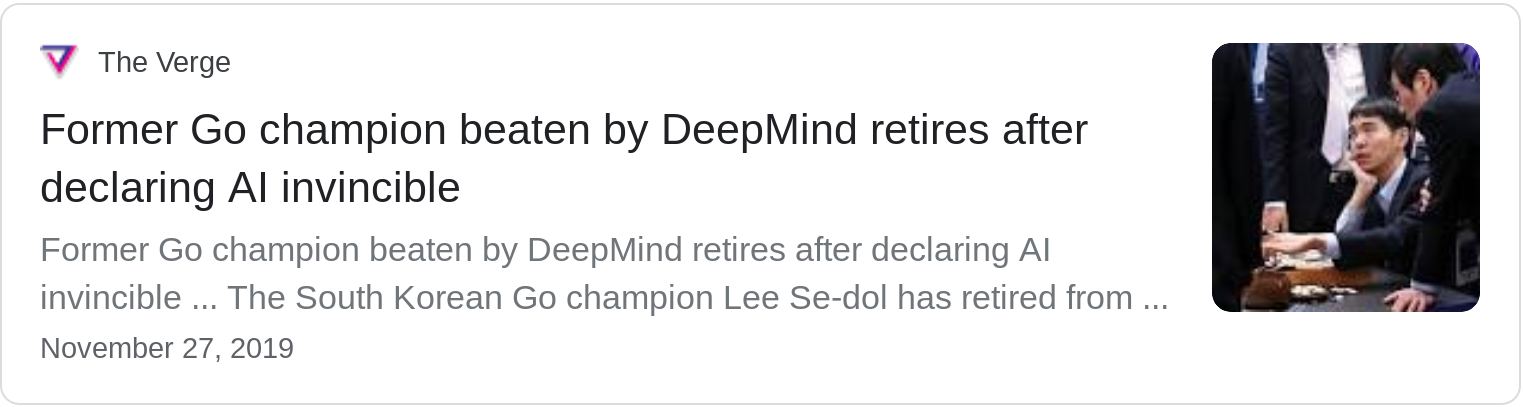 The Verge
Former Go champion beaten by DeepMind retires after
declaring AI invincible
Former Go champion beaten by DeepMind retires after declaring AI
invincible ... The South Korean Go champion Lee Se-dol has retired from ...
November 27, 2019